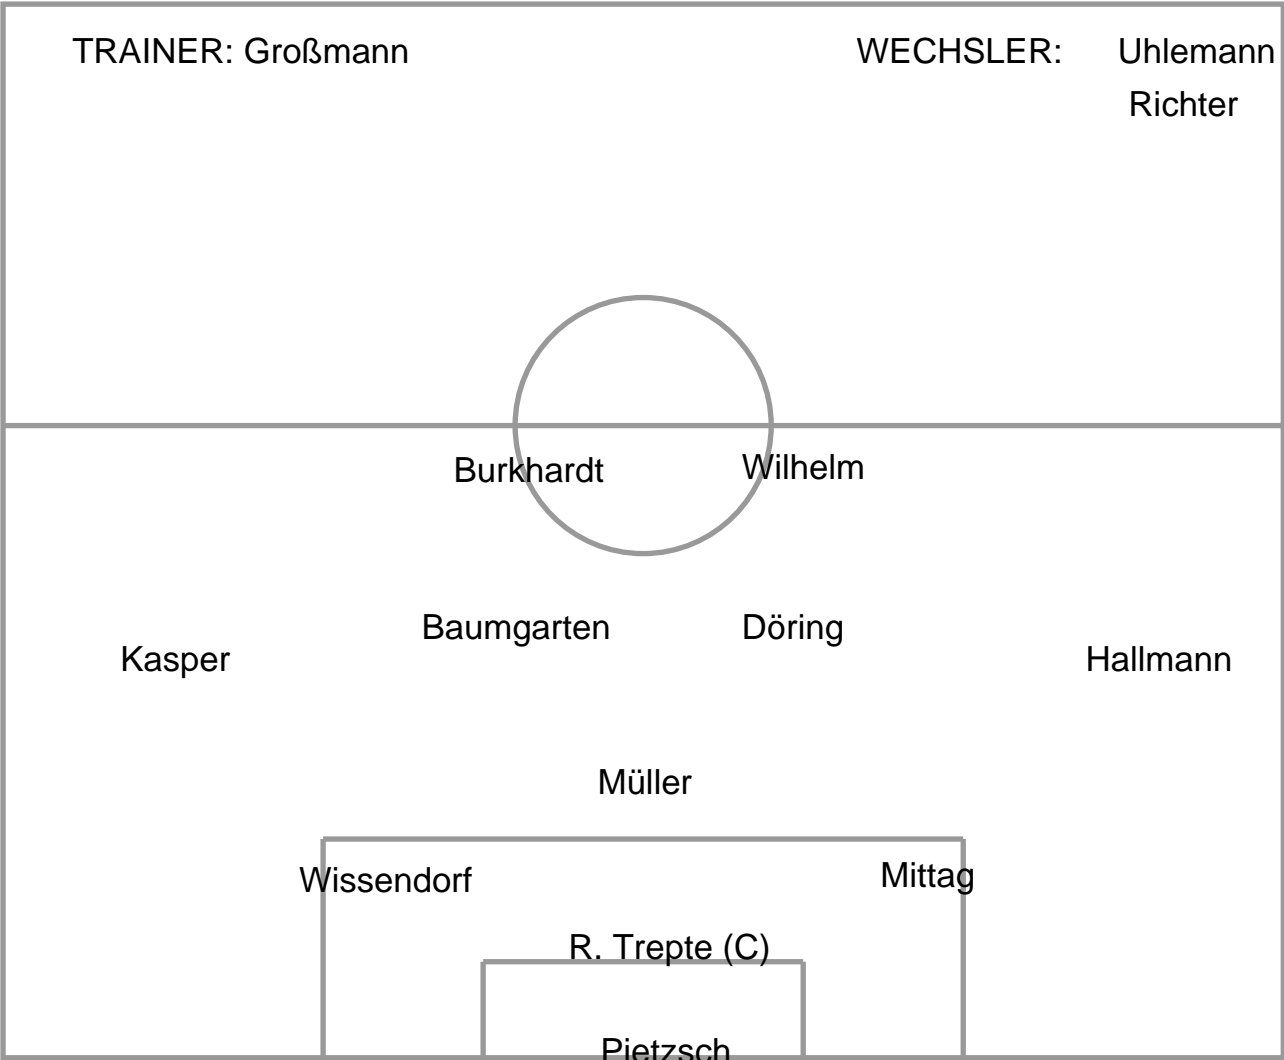 TRAINER: Großmann WECHSLER: Uhlemann
Richter
Burkhardt Wilhelm
Baumgarten Döring
Kasper Hallmann
Müller
Wissendorf Mittag
R. Trepte (C)
Pietzsch